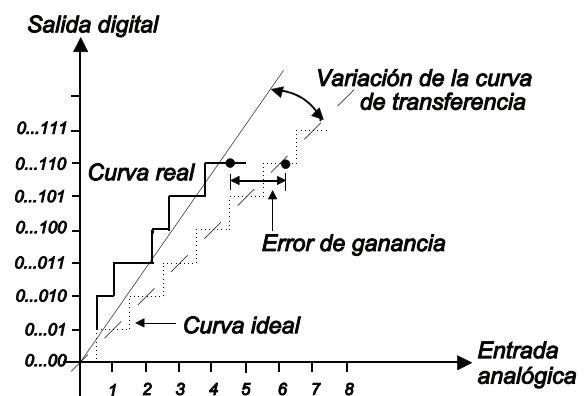 Salida digital
Variación de la curva
de transferencia
0...111
0...110
Curva real
0...101
0...100
Error de ganancia
0...011
0...010
0...01
Curva ideal
0...00
Entrada
analógica
1 2 3 4 5 6 7 8